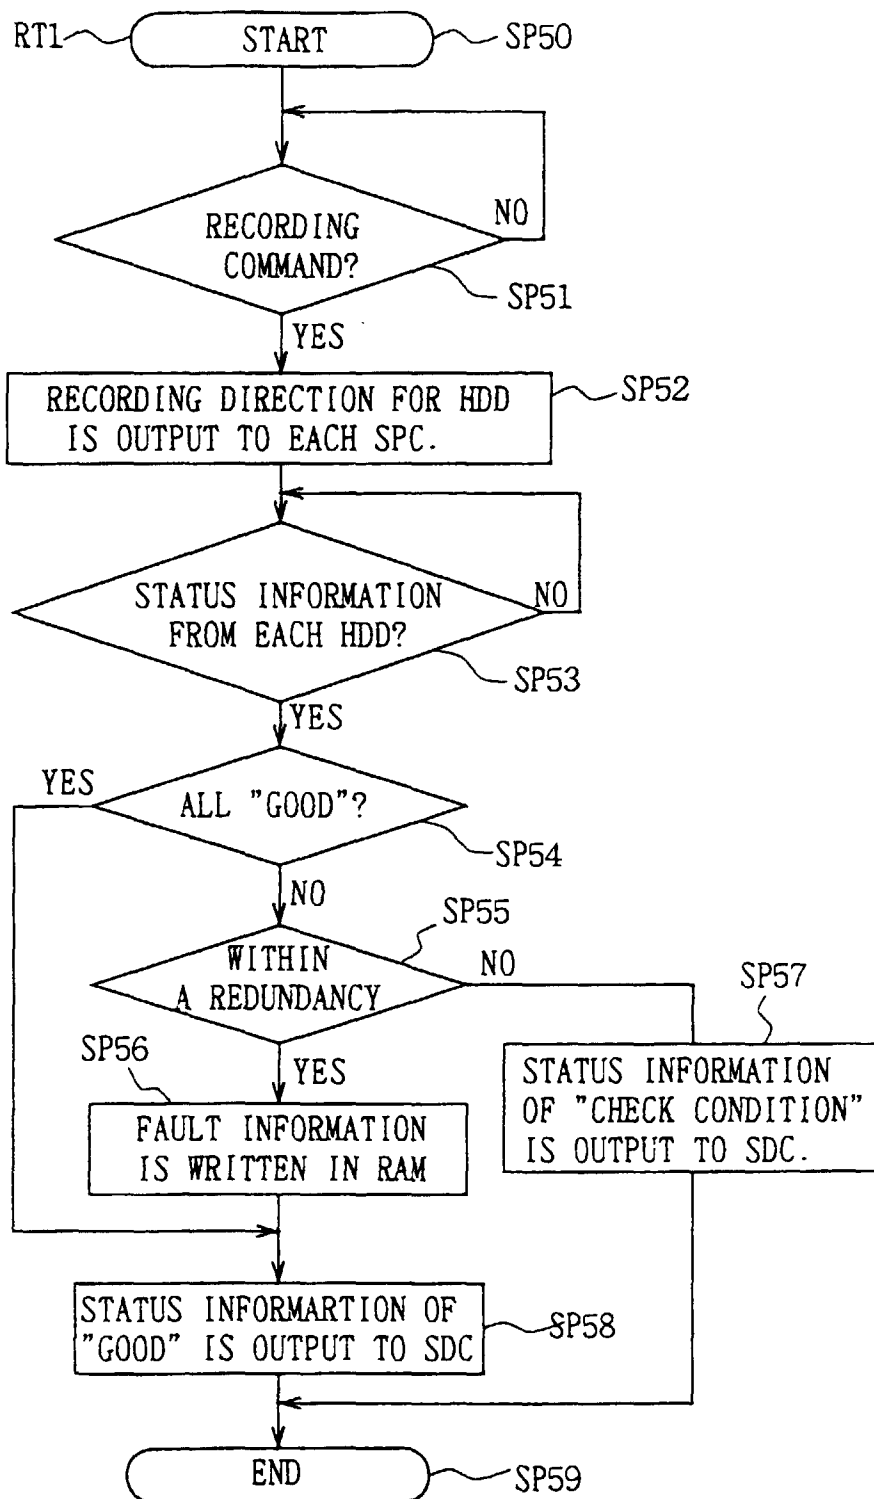 RT1
START
SP50
RECORDING
COMMAND?
NO
SP51
YES
RECORDING DIRECTION FOR HDD
IS OUTPUT TO EACH SPC.
SP52
STATUS INFORMATION
FROM EACH HDD?
NO
SP53
YES
YES
ALL "GOOD"?
SP54
NO
SP55
WITHIN
A REDUNDANCY
NO
SP57
SP56
YES
STATUS INFORMATION
OF "CHECK CONDITION"
IS OUTPUT TO SDC.
FAULT INFORMATION
IS WRITTEN IN RAM
STATUS INFORMARTION OF
"GOOD" IS OUTPUT TO SDC
SP58
END
SP59